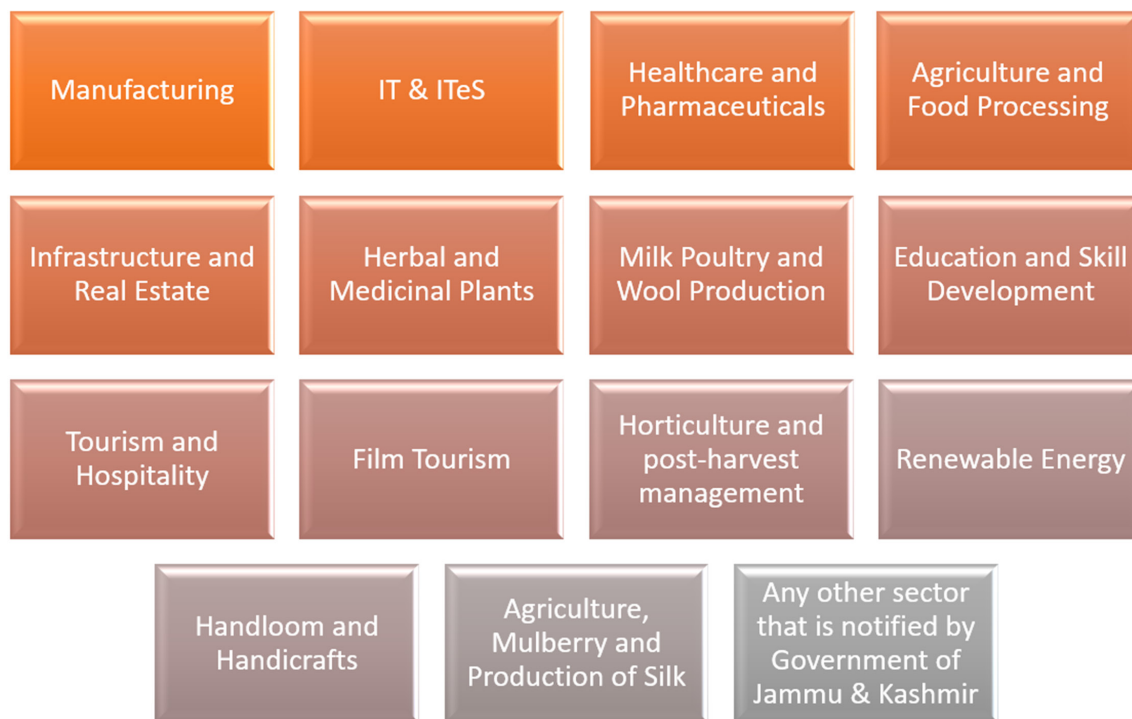 Manufacturing
IT & ITeS
Healthcare and
Pharmaceuticals
Agriculture and
Food Processing
Infrastructure and
Real Estate
Herbal and
Medicinal Plants
Milk Poultry and
Wool Production
Education and Skill
Development
Tourism and
Hospitality
Film Tourism
Horticulture and
post-harvest
management
Renewable Energy
Handloom and
Handicrafts
Agriculture,
Mulberry and
Production of Silk
Any other sector
that is notified by
Government of
Jammu & Kashmir